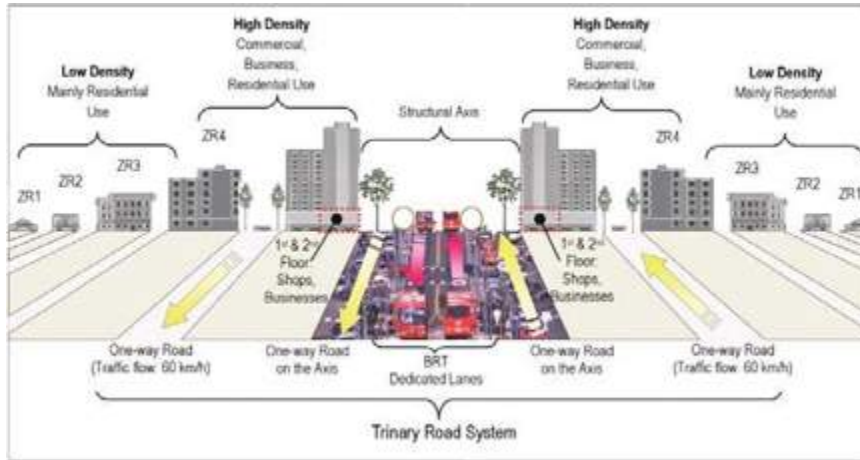 High Density
Commercial,
Business,
Residential Use
High Density
Commercial,
Business,
Residential Use
Low Density
Mainly Residential
Use
Low Density
Mainly Residential
Use
Structural Axis
ZR4
ZR4
ZR3
ZR2
ZR1
ZR3
ZR2
ZR1
1st & 2nd
Floor:
Shops,
Businesses
1st & 2nd
Floor:
Shops,
Businesses
One-way Road
(Traffic flow: 60 km/h)
One-way Road
on the Axis
BRT
Dedicated Lanes
One-way Road
on the Axis
One-way Road
(Traffic flow: 60 km/h)
Trinary Road System